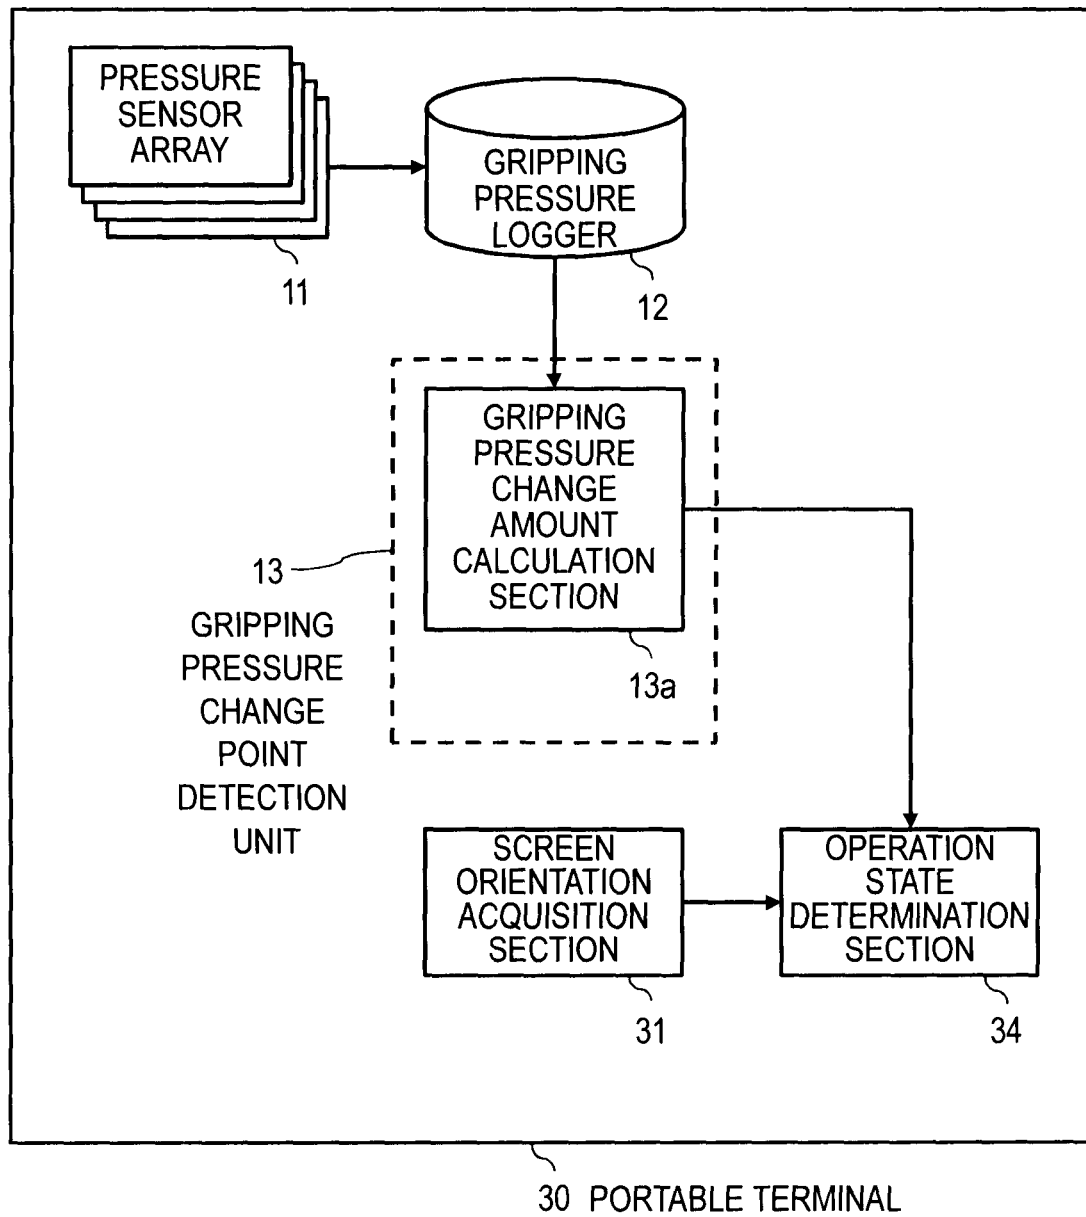 PRESSURE
SENSOR
ARRAY
11
GRIPPING
PRESSURE
LOGGER
12
GRIPPING
PRESSURE
CHANGE
AMOUNT
CALCULATION
SECTION
13a
13
GRIPPING
PRESSURE
CHANGE
POINT
DETECTION
UNIT
SCREEN
ORIENTATION
ACQUISITION
SECTION
31
OPERATION
STATE
DETERMINATION
SECTION
34
30 PORTABLE TERMINAL